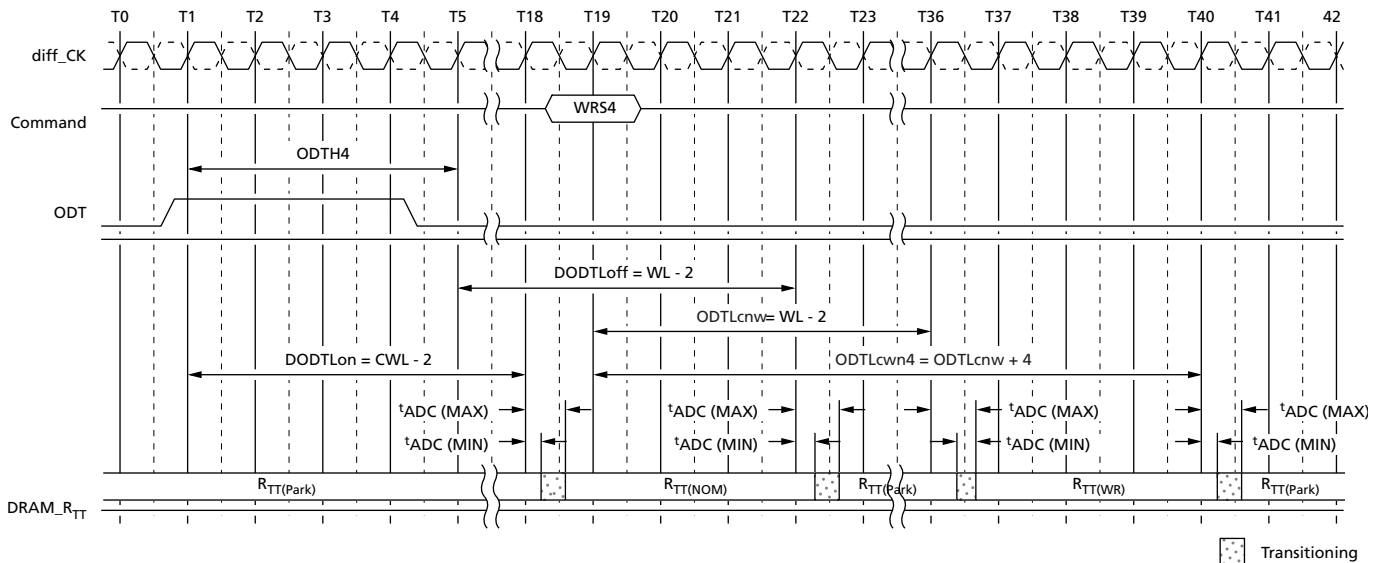 T0 T1 T2 T3 T4 T5 T18 T19 T20 T21 T22 T23 T36 T37 T38 T39 T40 T41 42
diff_CK
WRS4
Command
ODTH4
ODT
DODTLoff = WL - 2
ODTLcnw= WL - 2
DODTLon = CWL - 2 ODTLcwn4 = ODTLcnw + 4
tADC (MAX) tADC (MAX) tADC (MAX) tADC (MAX)
tADC (MIN) tADC (MIN) tADC (MIN) tADC (MIN)
RTT(Park) RTT(NOM) RTT(Park) RTT(WR) RTT(Park)
DRAM_RTT
Transitioning